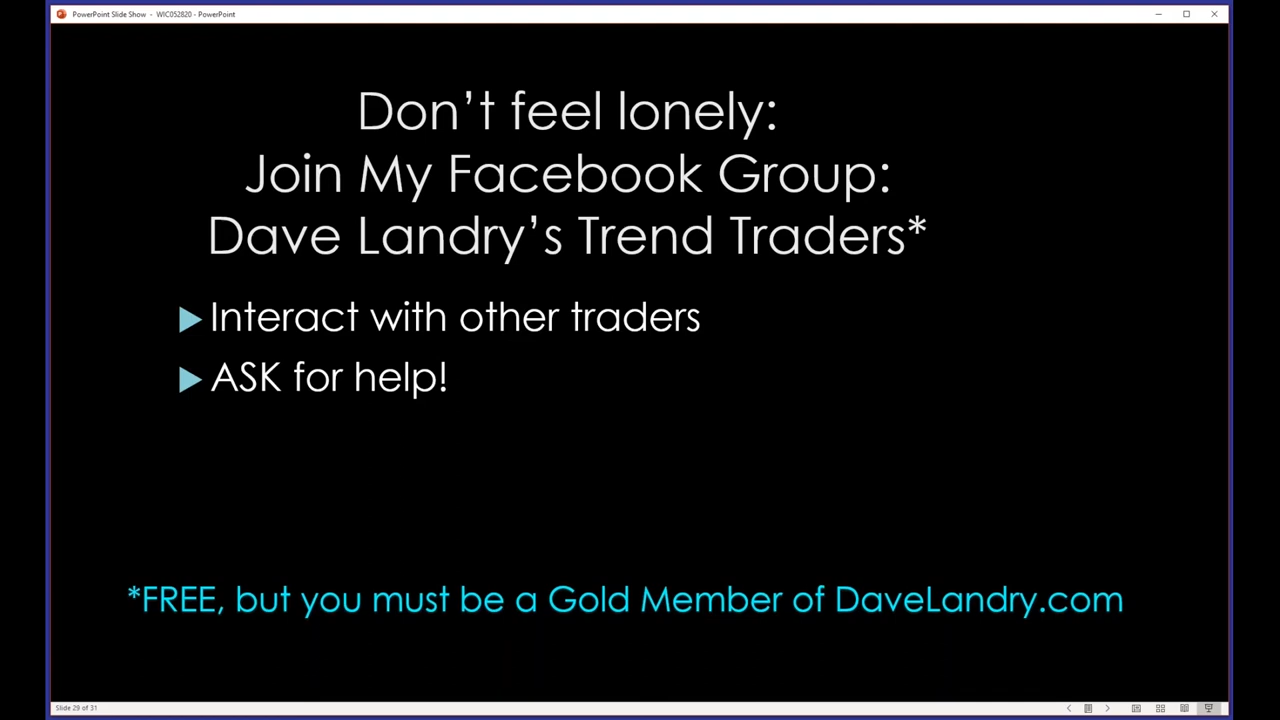 PowerPoint Slide Show - WIC052820 - PowerPoint
Don't feel lonely:
Join My Facebook Group:
Dave Landry's Trend Traders*
Interact with other traders
ASK for help!
*FREE, but you must be a Gold Member of DaveLandry.com
Slide 29 of 31